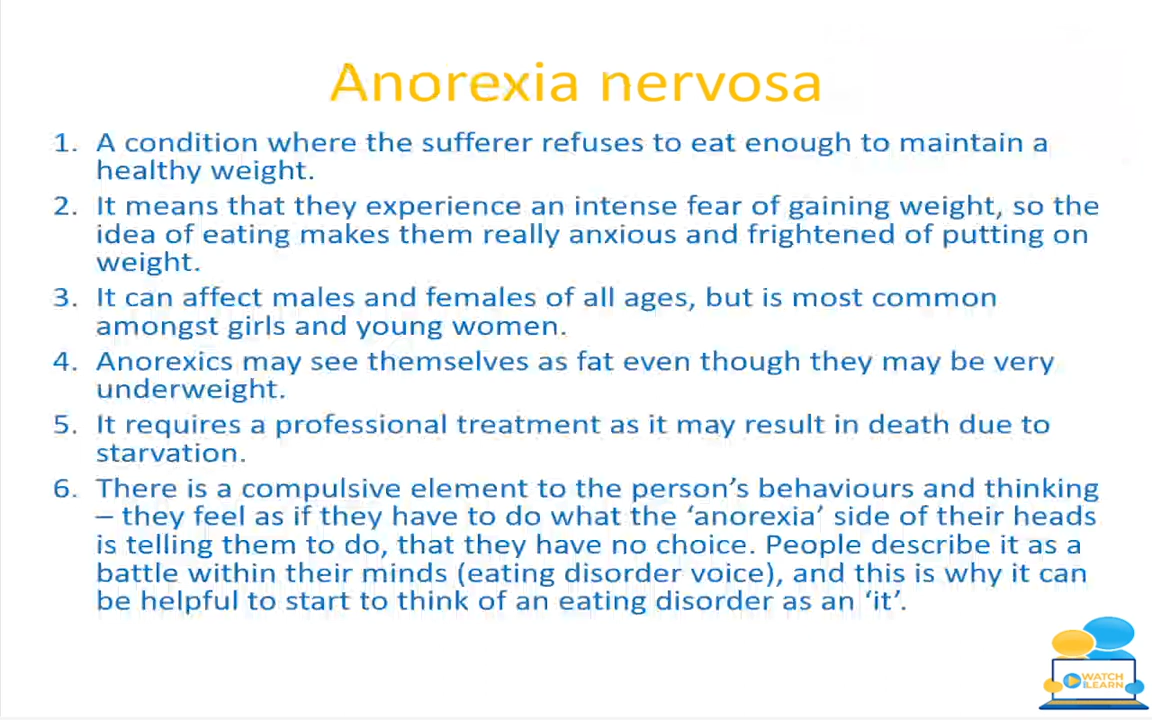 Anorexia nervosa
1. A condition where the sufferer refuses to eat enough to maintain a
healthy weight.
2. It means that they experience an intense fear of gaining weight, so the
idea of eating makes them really anxious and frightened of putting on
weight.
3. It can affect males and females of all ages, but is most common
amongst girls and young women.
4. Anorexics may see themselves as fat even though they may be very
underweight.
5. It requires a professional treatment as it may result in death due to
starvation.
6. There is a compulsive element to the person’s behaviours and thinking
– they feel as if they have to do what the ‘anorexia’ side of their heads
is telling them to do, that they have no choice. People describe it as a
battle within their minds (eating disorder voice), and this is why it can
be helpful to start to think of an eating disorder as an ‘it’.
WATCH
& LEARN